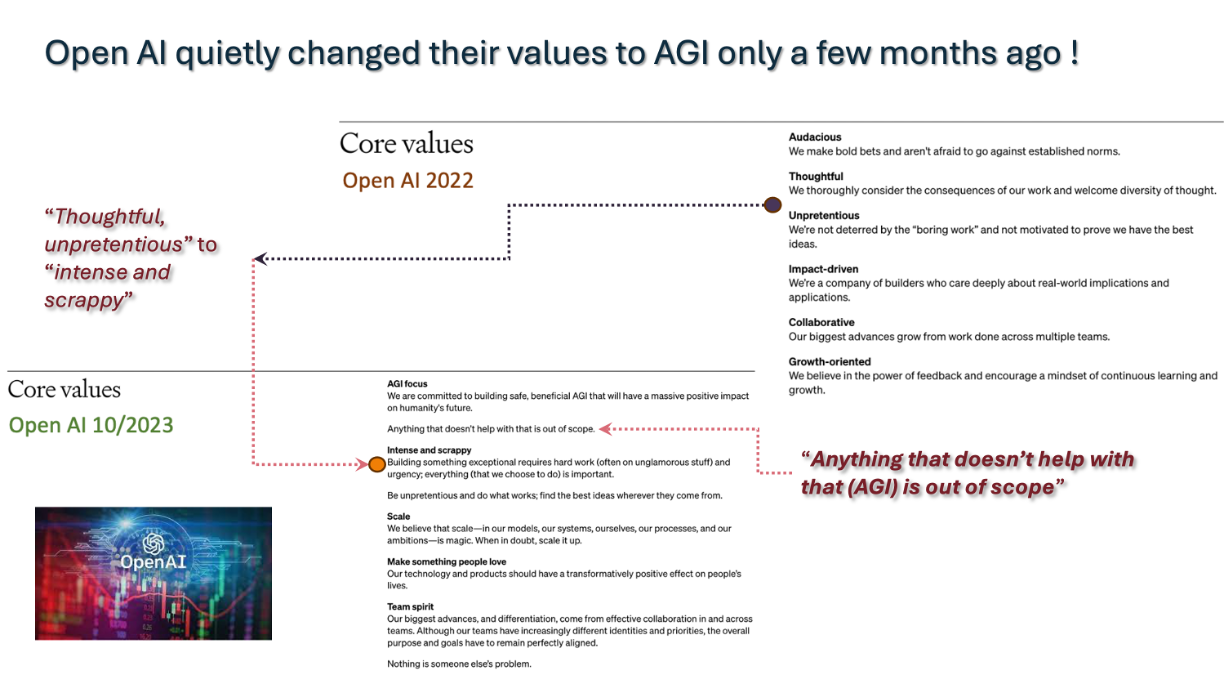 Open AI quietly changed their values to AGI only a few months ago !
Core values
Open AI 2022
Audacious
We make bold bets and aren't afraid to go against established norms.
Thoughtful
We thoroughly consider the consequences of our work and welcome diversity of thought.
Unpretentious
We're not deterred by the "boring work" and not motivated to prove we have the best
ideas.
Impact-driven
We're a company of builders who care deeply about real-world implications and
applications.
Collaborative
Our biggest advances grow from work done across multiple teams.
Growth-oriented
We believe in the power of feedback and encourage a mindset of continuous learning and
growth.
“Thoughtful,
unpretentious” to
“intense and
scrappy”
Core values
Open AI 10/2023
AGI focus
We are committed to building safe, beneficial AGI that will have a massive positive impact
on humanity's future.
Anything that doesn't help with that is out of scope.
Intense and scrappy
Building something exceptional requires hard work (often on unglamorous stuff) and
urgency; everything (that we choose to do) is important.
Be unpretentious and do what works; find the best ideas wherever they come from.
Scale
We believe that scale—in our models, our systems, ourselves, our processes, and our
ambitions—is magic. When in doubt, scale it up.
Make something people love
Our technology and products should have a transformatively positive effect on people's
lives.
Team spirit
Our biggest advances, and differentiation, come from effective collaboration in and across
teams. Although our teams have increasingly different identities and priorities, the overall
purpose and goals have to remain perfectly aligned.
Nothing is someone else's problem.
“Anything that doesn’t help with
that (AGI) is out of scope”
OpenAI